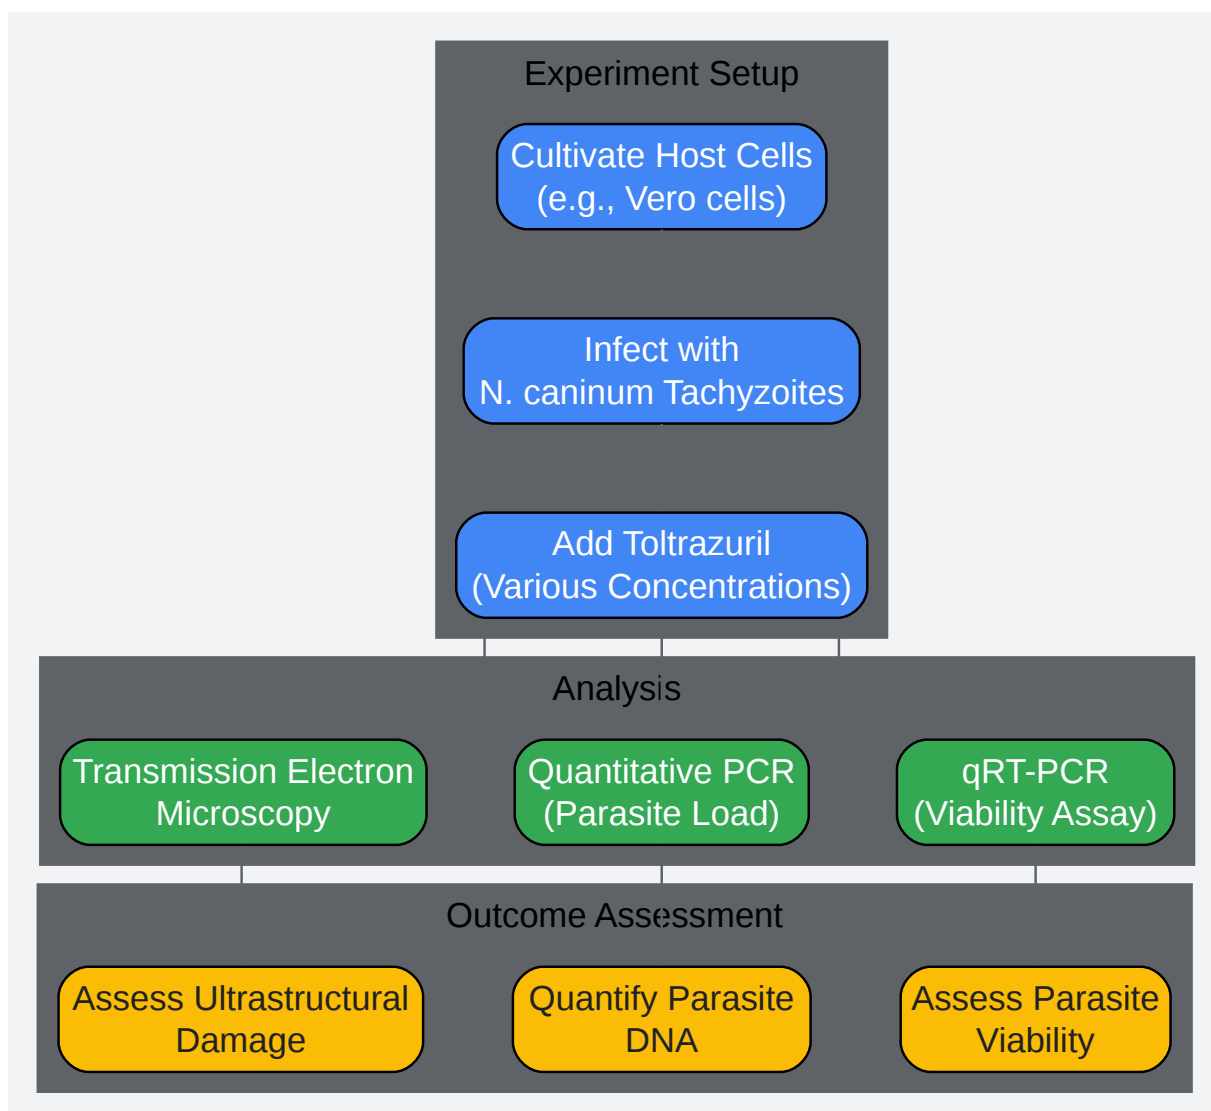 Experiment Setup
Cultivate Host Cells
(e.g., Vero cells)
Infect with
N. caninum Tachyzoites
Add Toltrazuril
(Various Concentrations)
Analysis
Transmission Electron
Microscopy
Quantitative PCR
(Parasite Load)
qRT-PCR
(Viability Assay)
Outcome Assessment
Assess Ultrastructural
Damage
Quantify Parasite
DNA
Assess Parasite
Viability